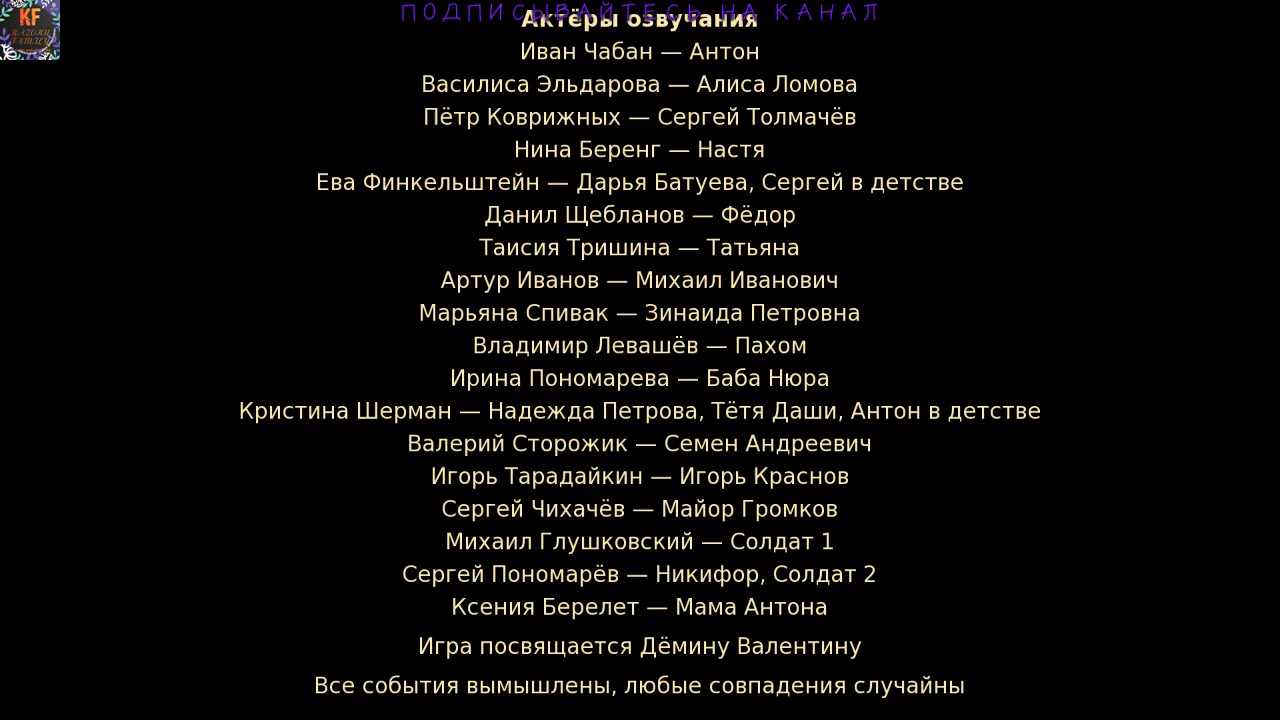 ПОДПИСЫВАЙТЕСЬ НА КАНАЛ
KF
KAZOKU
FAMILY
Актёры озвучания
Иван Чабан — Антон
Василиса Эльдарова — Алиса Ломова
Пётр Коврижных — Сергей Толмачёв
Нина Беренг — Настя
Ева Финкельштейн — Дарья Батуева, Сергей в детстве
Данил Щебланов — Фёдор
Таисия Тришина — Татьяна
Артур Иванов — Михаил Иванович
Марьяна Спивак — Зинаида Петровна
Владимир Левашёв — Пахом
Ирина Пономарева — Баба Нюра
Кристина Шерман — Надежда Петрова, Тётя Даши, Антон в детстве
Валерий Сторожик — Семен Андреевич
Игорь Тарадайкин — Игорь Краснов
Сергей Чихачёв — Майор Громков
Михаил Глушковский — Солдат 1
Сергей Пономарёв — Никифор, Солдат 2
Ксения Берелет — Мама Антона
Игра посвящается Дёмину Валентину
Все события вымышлены, любые совпадения случайны